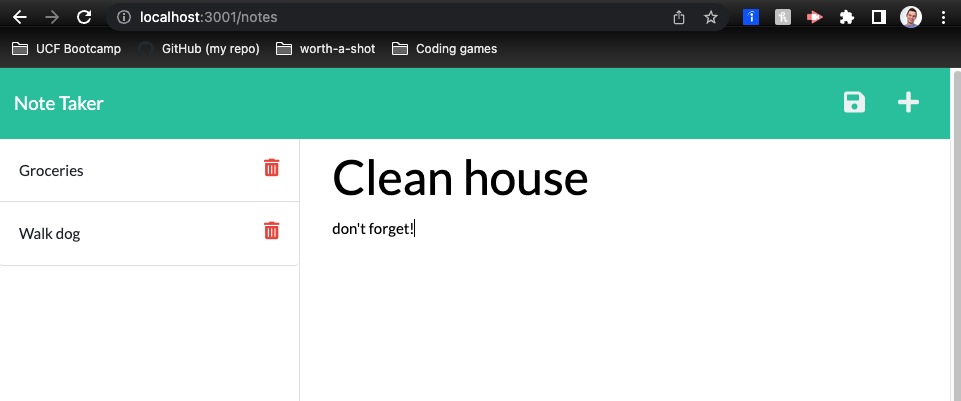 localhost:3001/notes
UCF Bootcamp GitHub (my repo) worth-a-shot Coding games
Note Taker
Groceries
Walk dog
Clean house
don't forget!